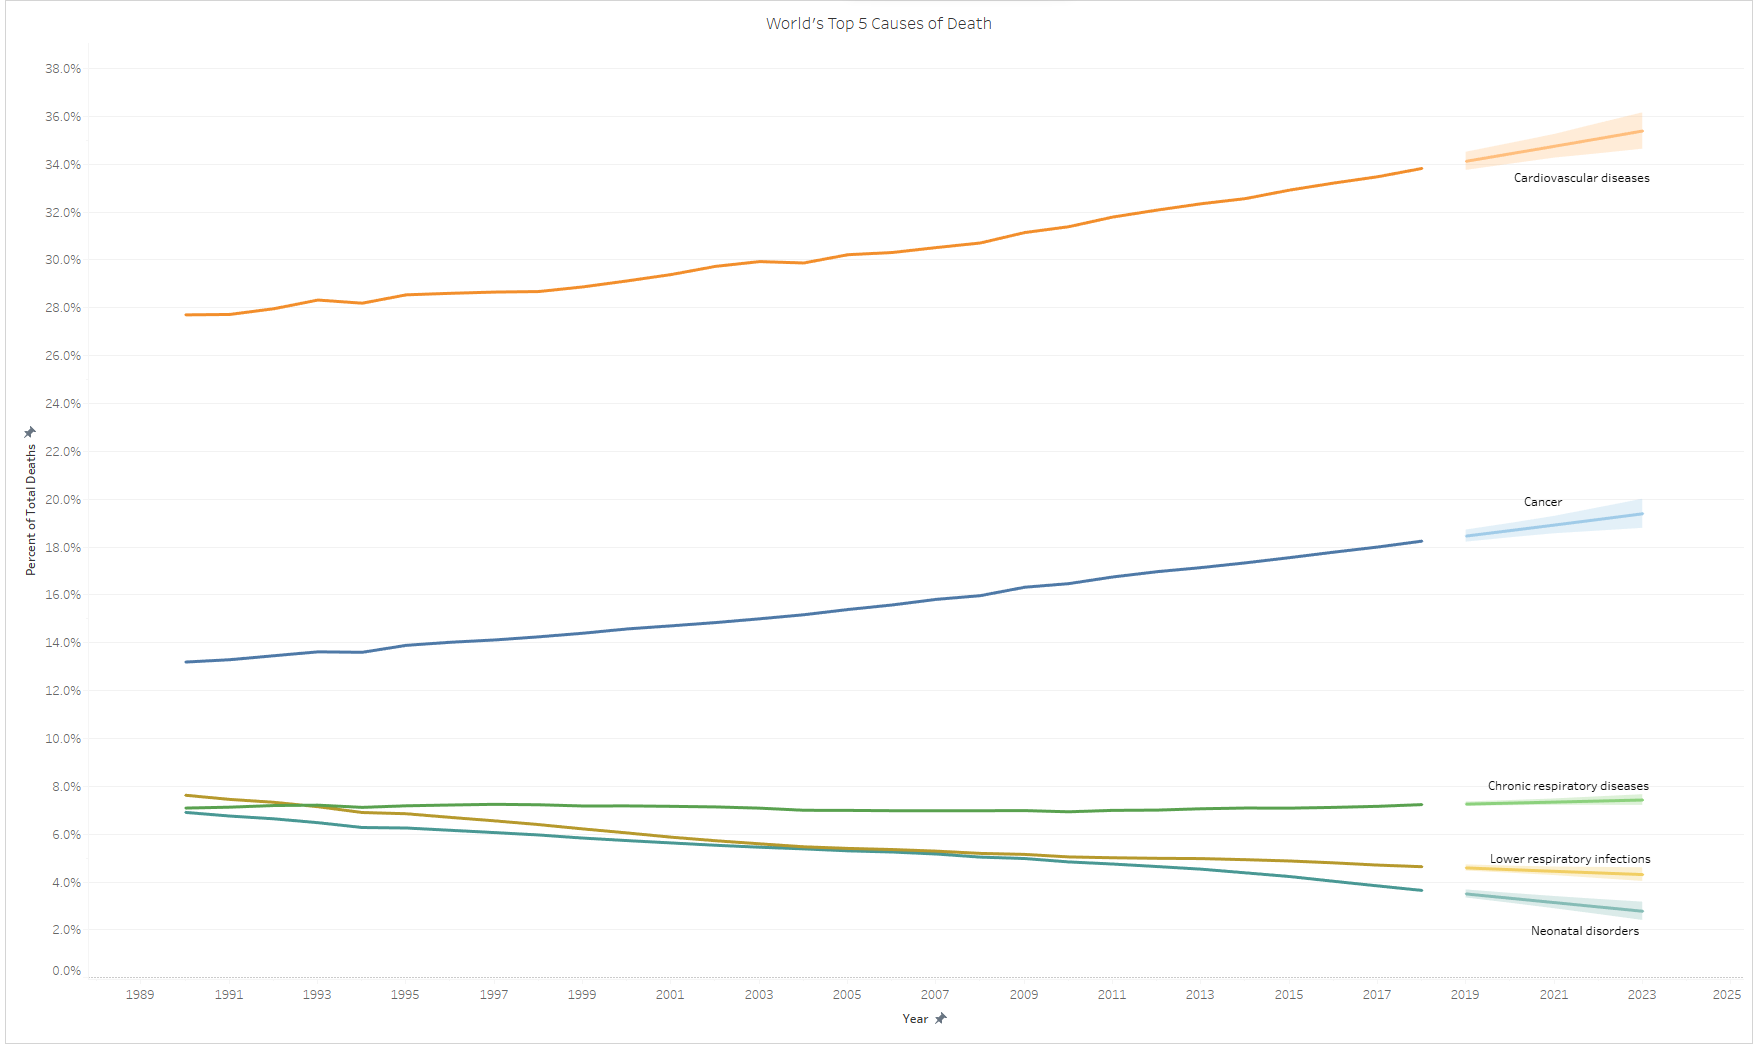 World's Top 5 Causes of Death
38.0%
36.0%
34.0%
Cardiovascular diseases
32.0%
30.0%
28.0%
26.0%
24.0%
22.0%
20.0%
Cancer
18.0%
16.0%
14.0%
12.0%
10.0%
8.0%
Chronic respiratory diseases
6.0%
Lower respiratory infections
4.0%
2.0%
Neonatal disorders
0.0%
Percent of Total Deaths
1989 1991 1993 1995 1997 1999 2001 2003 2005 2007 2009 2011 2013 2015 2017 2019 2021 2023 2025
Year